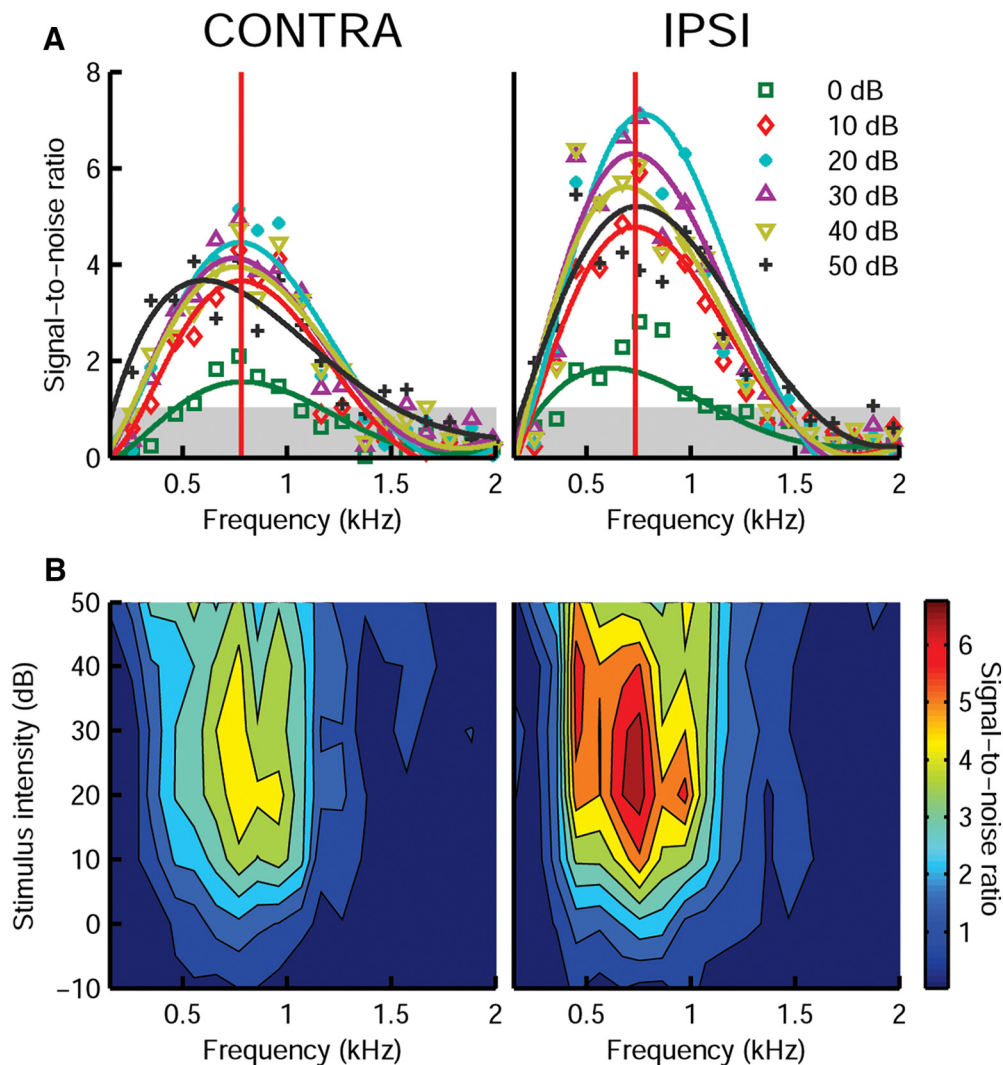 A
CONTRA
IPSI
Signal-to-noise ratio
8
6
4
2
0
0 dB
10 dB
20 dB
30 dB
40 dB
50 dB
0.5
1
1.5
2
0.5
1
1.5
2
Frequency (kHz)
Frequency (kHz)
B
Stimulus intensity (dB)
50
40
30
20
10
0
-10
0.5
1
1.5
2
0.5
1
1.5
2
Frequency (kHz)
Frequency (kHz)
6
5
4
3
2
1
Signal-to-noise ratio